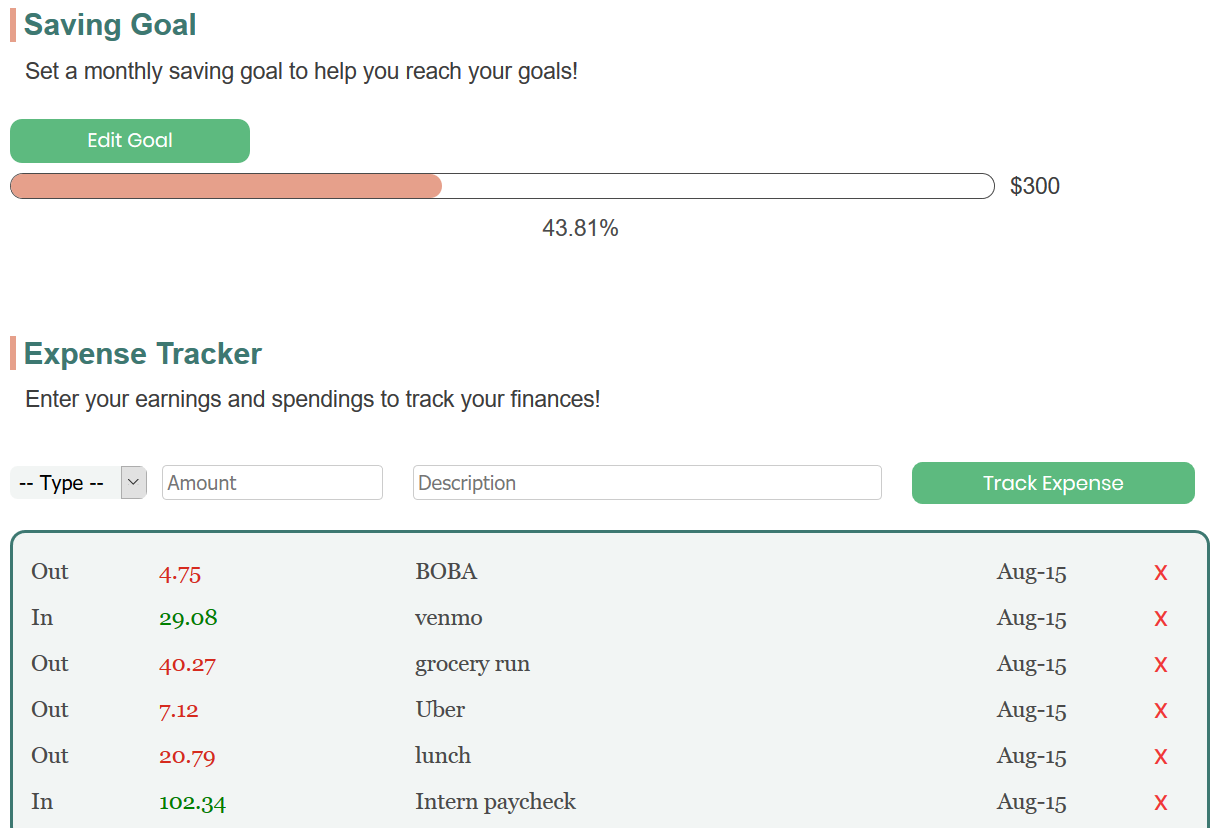 Saving Goal
Set a monthly saving goal to help you reach your goals!
Edit Goal
$300
43.81%
Expense Tracker
Enter your earnings and spendings to track your finances!
-- Type -- Amount Description Track Expense
Out 4.75 BOBA Aug-15 X
In 29.08 venmo Aug-15 X
Out 40.27 grocery run Aug-15 X
Out 7.12 Uber Aug-15 X
Out 20.79 lunch Aug-15 X
In 102.34 Intern paycheck Aug-15 X